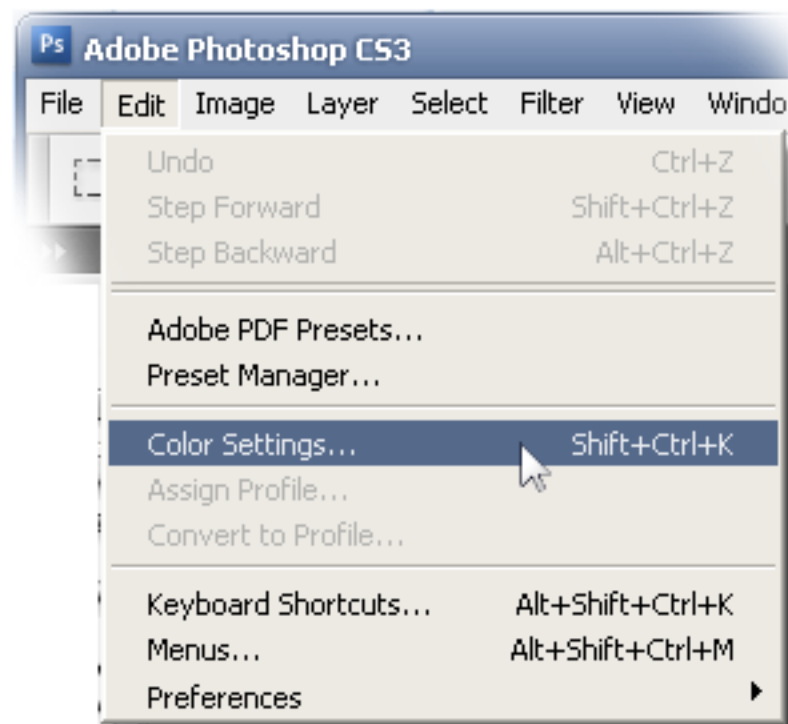 Ps Adobe Photoshop CS3
File Edit Image Layer Select Filter View Windo
Undo Ctrl+Z
Step Forward Shift+Ctrl+Z
Step Backward Alt+Ctrl+Z
Adobe PDF Presets...
Preset Manager...
Color Settings... Shift+Ctrl+K
Assign Profile...
Convert to Profile...
Keyboard Shortcuts... Alt+Shift+Ctrl+K
Menus... Alt+Shift+Ctrl+M
Preferences